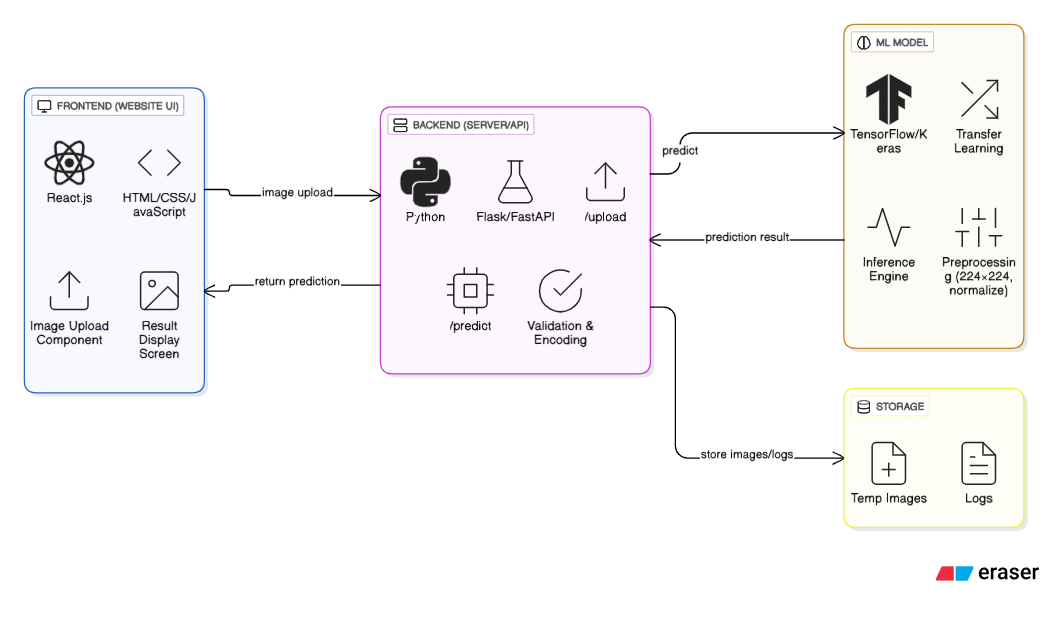 FRONTEND (WEBSITE UI)
React.js
HTML/CSS/J
avaScript
Image Upload
Component
Result
Display
Screen
image upload
return prediction
BACKEND (SERVER/API)
Python
Flask/FastAPI
/upload
/predict
Validation &
Encoding
predict
prediction result
store images/logs
ML MODEL
TensorFlow/K
eras
Transfer
Learning
Inference
Engine
Preprocessin
g (224×224,
normalize)
STORAGE
Temp Images
Logs
eraser